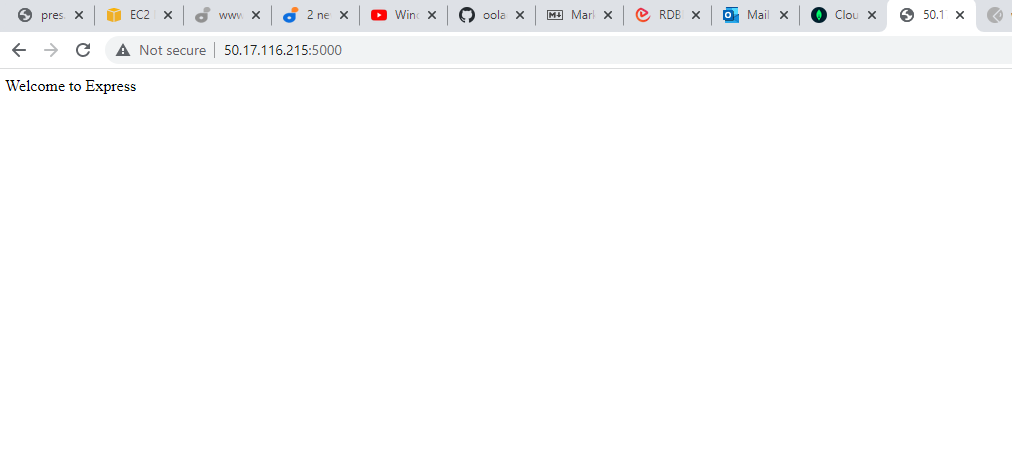 pres. EC2 www 2 ne Wind oola Mark RDB Mail Clou 50.1
Not secure 50.17.116.215:5000
Welcome to Express